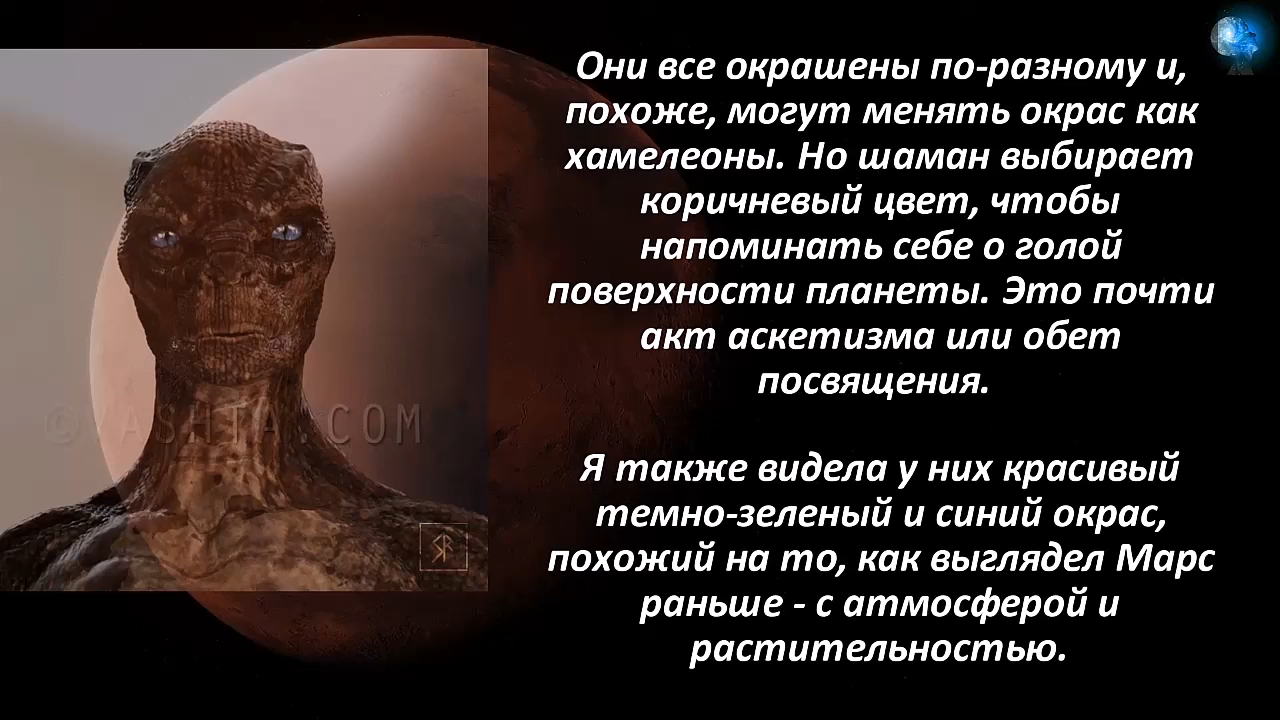 Они все окрашены по-разному и,
похоже, могут менять окрас как
хамелеоны. Но шаман выбирает
коричневый цвет, чтобы
напоминать себе о голой
поверхности планеты. Это почти
акт аскетизма или обет
посвящения.
Я также видела у них красивый
темно-зеленый и синий окрас,
похожий на то, как выглядел Марс
раньше - с атмосферой и
растительностью.
©VASHTA.COM